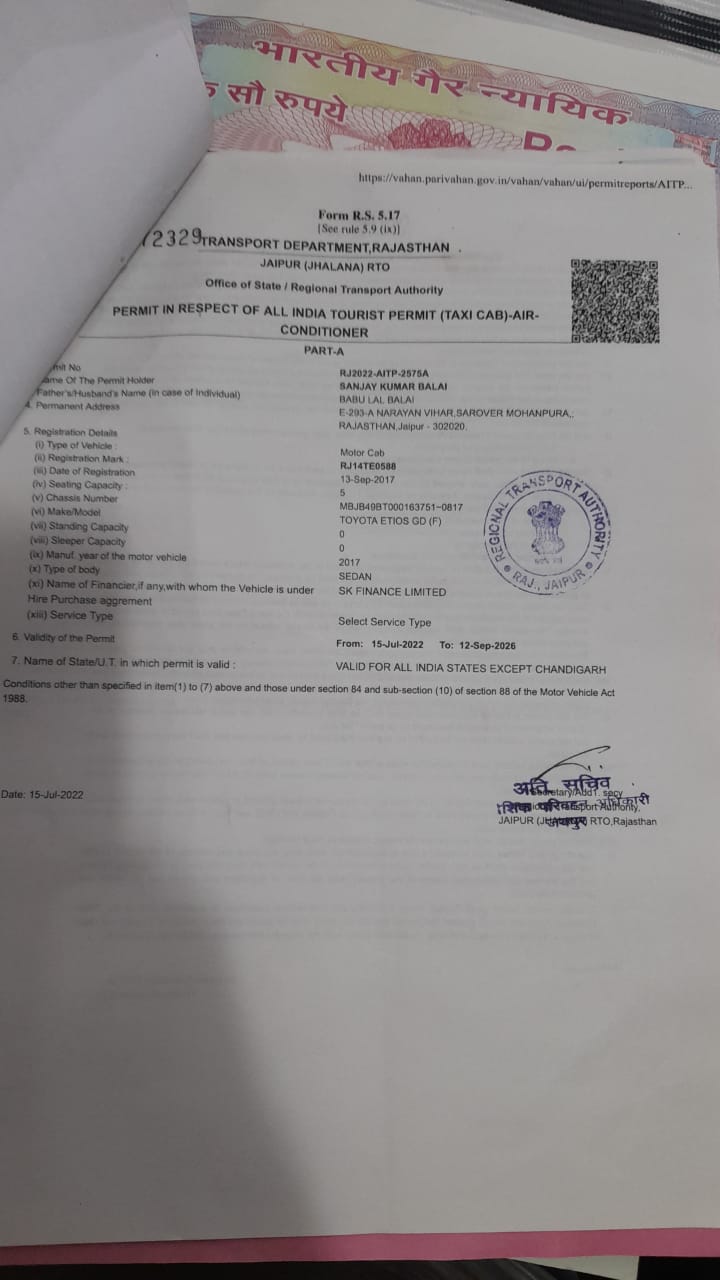 भारतीय गैर न्यायिक
सौ रुपये
https://vahan.parivahan.gov.in/vahan/vahan/ui/permitreports/AITP...
Form R.S. 5.17
[See rule 5.9 (ix)]
2329
TRANSPORT DEPARTMENT,RAJASTHAN
JAIPUR (JHALANA) RTO
Office of State / Regional Transport Authority
PERMIT IN RESPECT OF ALL INDIA TOURIST PERMIT (TAXI CAB)-AIR-
CONDITIONER
PART-A
mit No RJ2022-AITP-2575A
ame Of The Permit Holder SANJAY KUMAR BALAI
Father's/Husband's Name (in case of Individual) BABU LAL BALAI
4. Permanent Address E-293-A NARAYAN VIHAR,SAROVER MOHANPURA,;
RAJASTHAN,Jaipur - 302020.
5. Registration Details
(i) Type of Vehicle : Motor Cab
(ii) Registration Mark : RJ14TE0588
(iii) Date of Registration 13-Sep-2017
(iv) Seating Capacity : 5
(v) Chassis Number MBJB49BT000163751-0817
(vi) Make/Model TOYOTA ETIOS GD (F)
(vii) Standing Capacity 0
(viii) Sleeper Capacity 0
(ix) Manuf. year of the motor vehicle 2017
(x) Type of body SEDAN
(xi) Name of Financier,if any,with whom the Vehicle is under SK FINANCE LIMITED
Hire Purchase aggrement
(xiii) Service Type Select Service Type
6. Validity of the Permit From: 15-Jul-2022 To: 12-Sep-2026
7. Name of State/U.T. in which permit is valid : VALID FOR ALL INDIA STATES EXCEPT CHANDIGARH
Conditions other than specified in item(1) to (7) above and those under section 84 and sub-section (10) of section 88 of the Motor Vehicle Act
1988.
REGIONAL TRANSPORT AUTHORITY
RAJ., JAIPUR
Date: 15-Jul-2022
अति सचिव
Secretary/Addl. secy
परिवहन अधिकारी
Transport Authority,
जयपुर
JAIPUR (JHALANA) RTO,Rajasthan